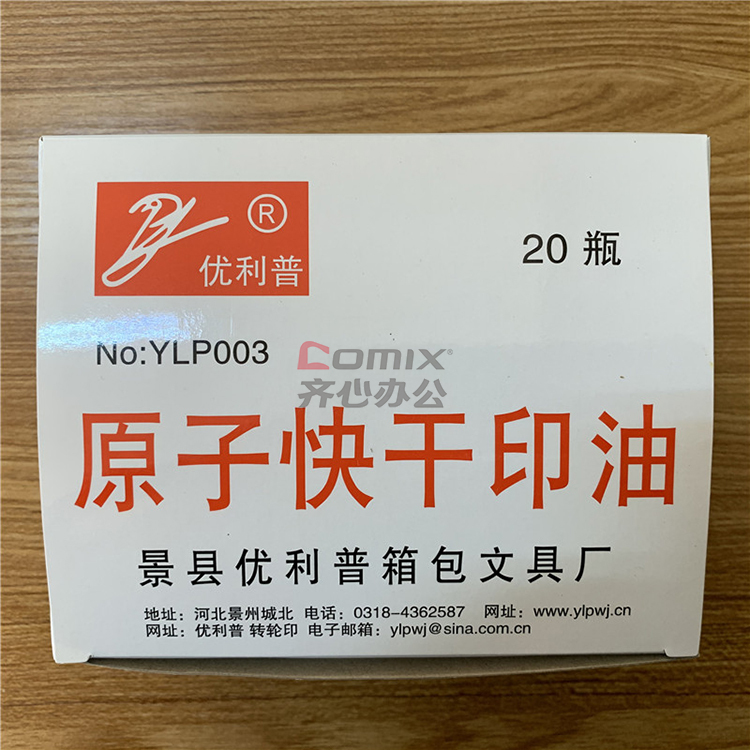 ®
优利普
20 瓶
No:YLP003
comix®
齐心办公
原子快干印油
景县优利普箱包文具厂
地址：河北景州城北 电话：0318-4362587 网址：www.ylpwj.cn
网址：优利普 转轮印 电子邮箱：ylpwj@sina.com.cn